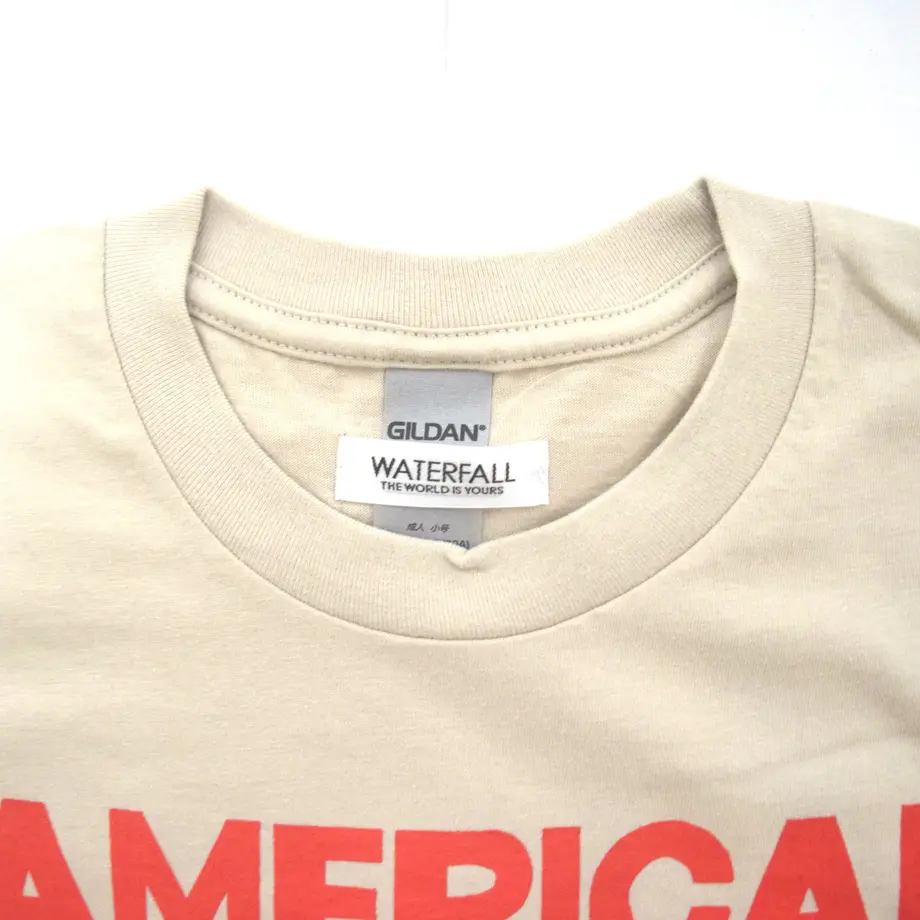 GILDAN®
WATERFALL
THE WORLD IS YOURS
成人 小号
AMERICA